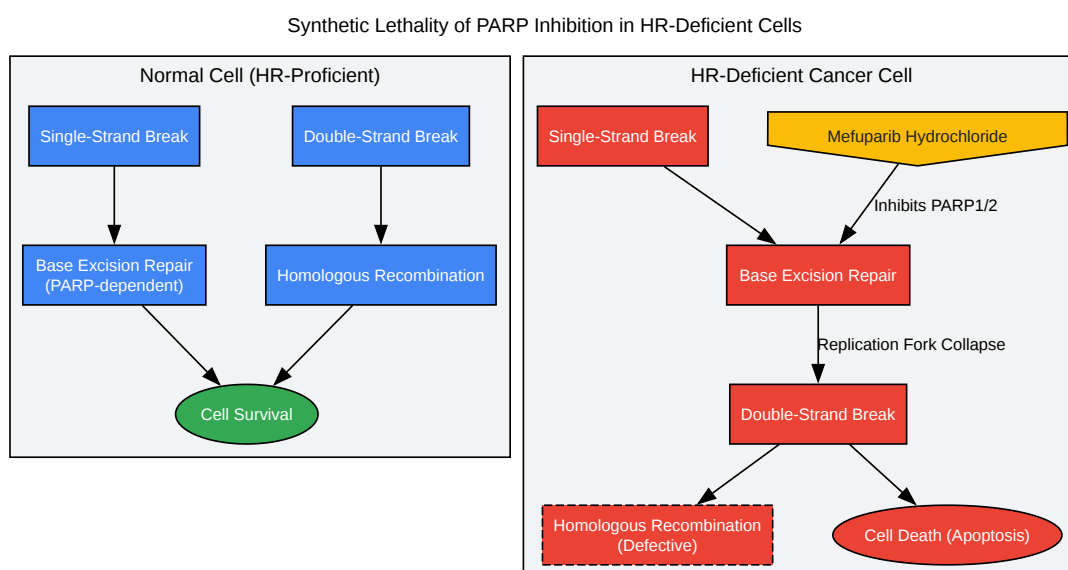 Synthetic Lethality of PARP Inhibition in HR-Deficient Cells
Normal Cell (HR-Proficient)
Single-Strand Break
Double-Strand Break
Base Excision Repair
(PARP-dependent)
Homologous Recombination
Cell Survival
HR-Deficient Cancer Cell
Single-Strand Break
Mefuparib Hydrochloride
Inhibits PARP1/2
Base Excision Repair
Replication Fork Collapse
Double-Strand Break
Homologous Recombination
(Defective)
Cell Death (Apoptosis)